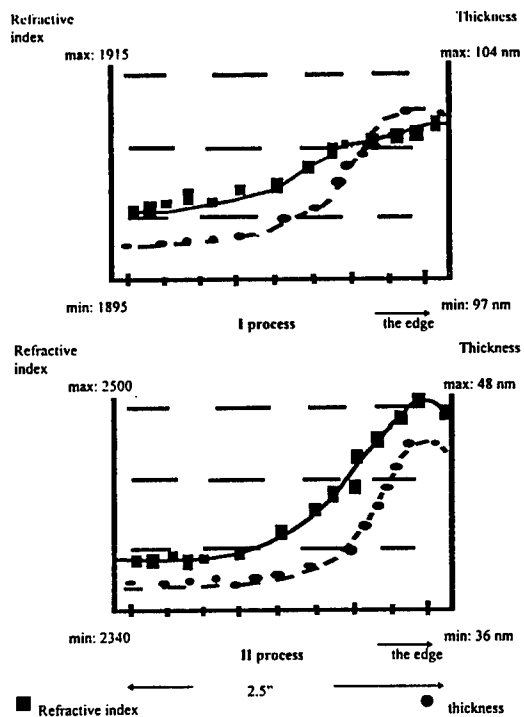 Refractive
index
Thickness
max: 1915
max: 104 nm
min: 1895
min: 97 nm
I process
the edge
Refractive
index
Thickness
max: 2500
max: 48 nm
min: 2340
min: 36 nm
II process
the edge
2.5"
Refractive index
thickness